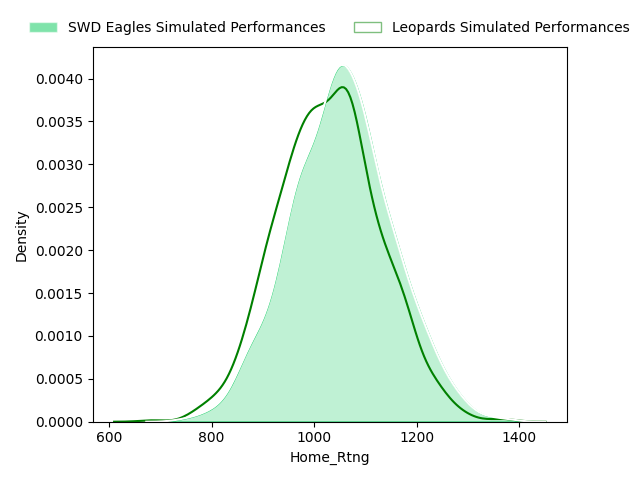 SWD Eagles Simulated Performances Leopards Simulated Performances
0.0040
0.0035
0.0030
0.0025
0.0020
0.0015
0.0010
0.0005
0.0000
Density
600 800 1000 1200 1400
Home_Rtng